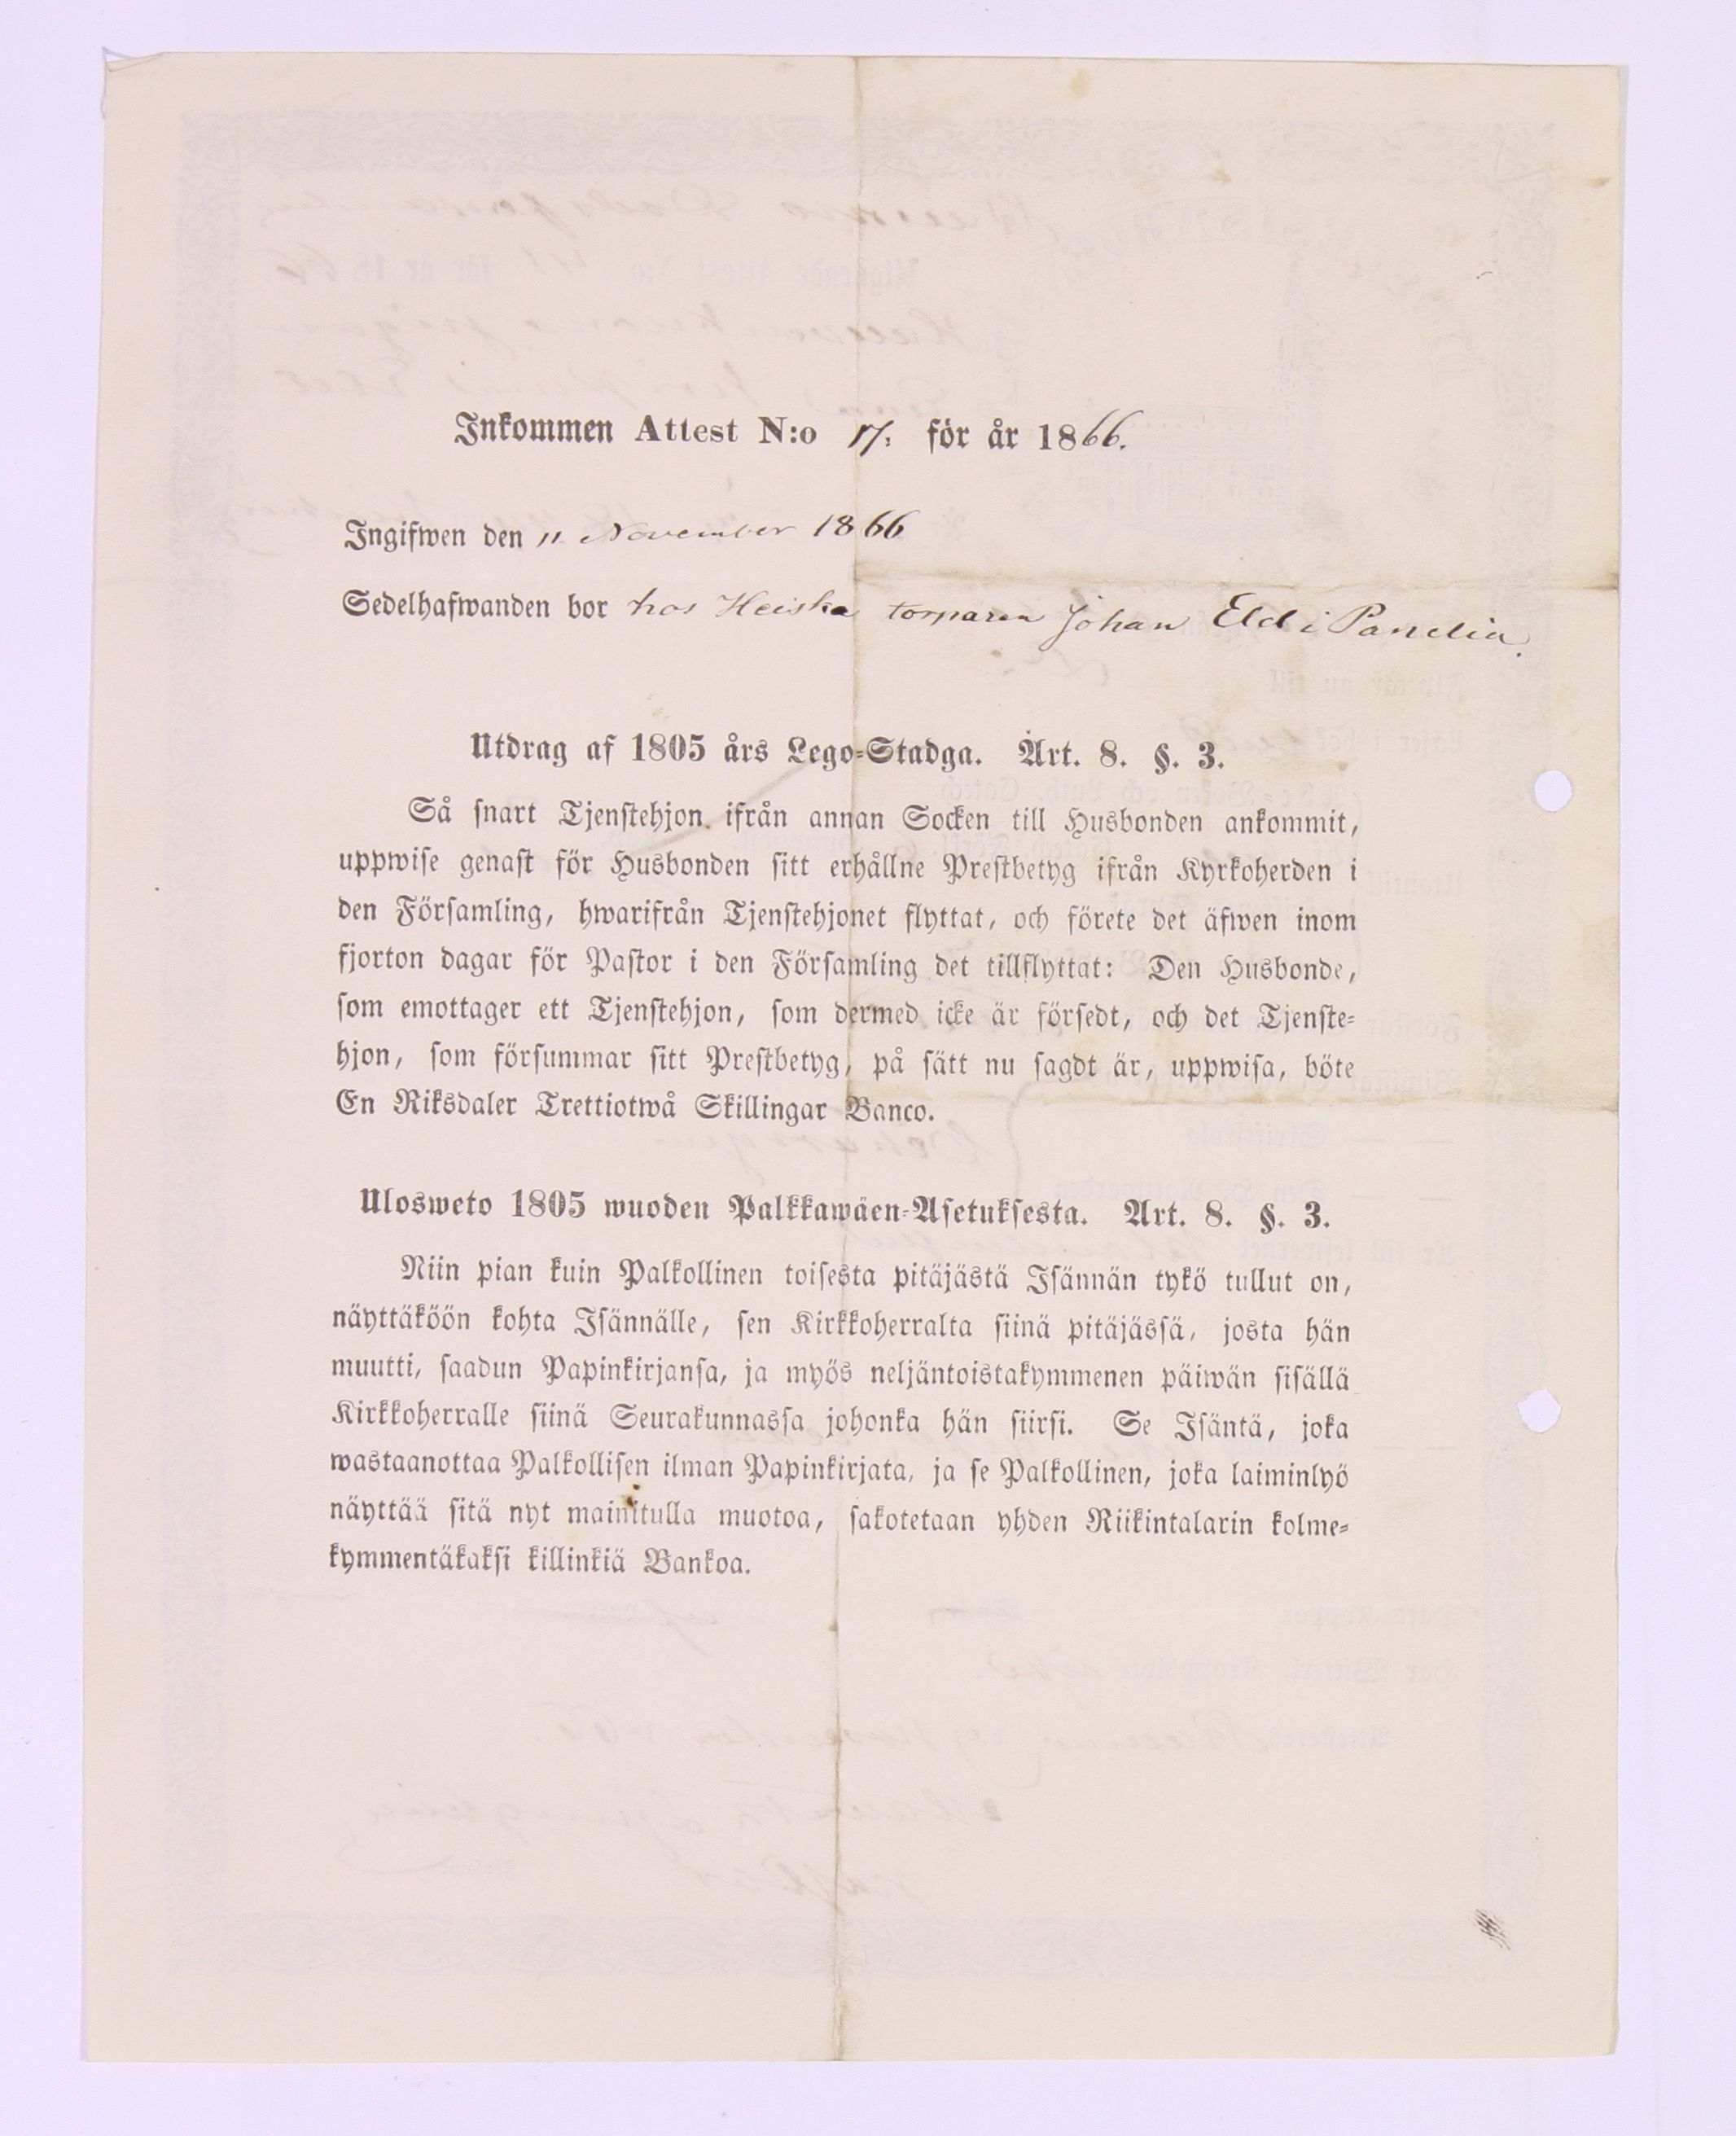 Inkommen Attest N:o 17. för år 1866.
Ingifwen den 11 November 1866
Sedelhafwanden bor hos Heiska torparen Johan Eld i Panelia.
Utdrag af 1805 års Lego-Stadga. Art. 8. §. 3.
Så snart Tjenstehjon ifrån annan Socken till Husbonden ankommit,
uppwise genast för Husbonden sitt erhållne Prestbetyg ifrån Kyrkoherden i
den Församling, hwarifrån Tjenstehjonet flyttat, och förete det äfwen inom
fjorton dagar för Pastor i den Församling det tillflyttat: Den Husbonde,
som emottager ett Tjenstehjon, som dermed icke är försedt, och det Tjenste-
hjon, som försummar sitt Prestbetyg, på sätt nu sagdt är, uppwisa, böte
En Riksdaler Trettiotwå Skillingar Banco.
Ulosweto 1805 wuoden Palkkawäen-Asetuksesta. Art. 8. §. 3.
Niin pian kuin Palkollinen toisesta pitäjästä Isännän tykö tullut on,
näyttäköön kohta Isännälle, sen Kirkkoherralta siinä pitäjässä, josta hän
muutti, saadun Papinkirjansa, ja myös neljäntoistakymmenen päiwän sisällä
Kirkkoherralle siinä Seurakunnassa johonka hän siirsi. Se Isäntä, joka
wastaanottaa Palkollisen ilman Papinkirjata, ja se Palkollinen, joka laiminlyö
näyttää sitä nyt mainitulla muotoa, sakotetaan yhden Riikintalarin kolme-
kymmentäkaksi killinkiä Bankoa.